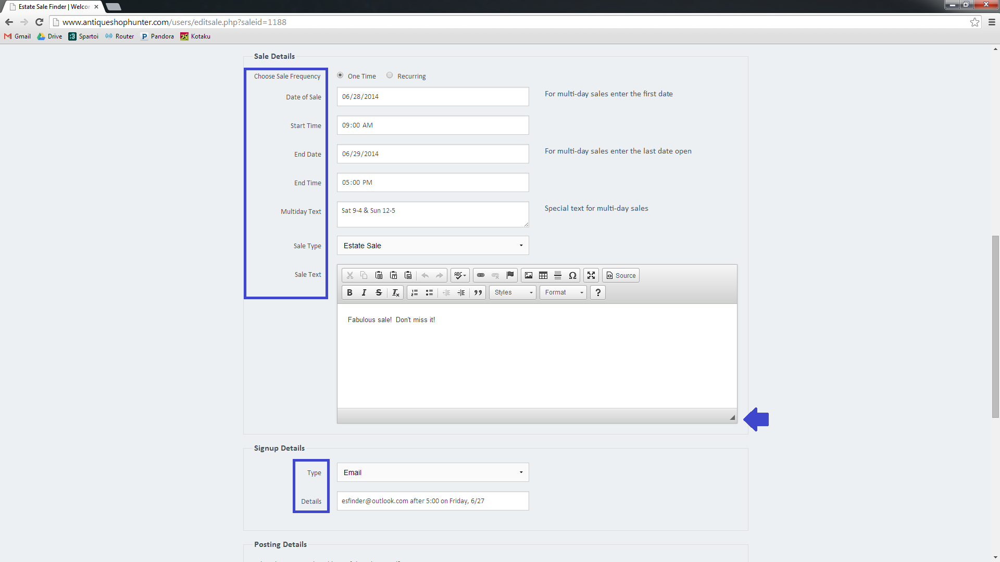 Estate Sale Finder | Welcor
www.antiqueshophunter.com/users/editsale.php?saleid=1188
Gmail Drive Spartoi Router Pandora Kotaku
Sale Details
Choose Sale Frequency One Time Recurring
Date of Sale 06/28/2014 For multi-day sales enter the first date
Start Time 09:00 AM
End Date 06/29/2014 For multi-day sales enter the last date open
End Time 05:00 PM
Multiday Text Sat 9-4 & Sun 12-5 Special text for multi-day sales
Sale Type Estate Sale
Sale Text ABC Ω Source
B I S Tx Styles Format ?
Fabulous sale! Don't miss it!
Signup Details
Type Email
Details esfinder@outlook.com after 5:00 on Friday, 6/27
Posting Details